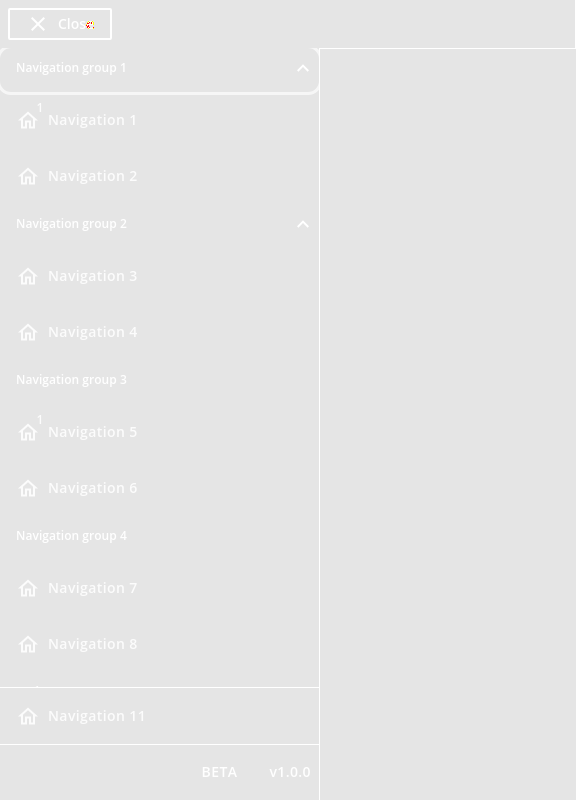 Close
Navigation group 1
1
Navigation 1
Navigation 2
Navigation group 2
Navigation 3
Navigation 4
Navigation group 3
1
Navigation 5
Navigation 6
Navigation group 4
Navigation 7
Navigation 8
Navigation 11
BETA v1.0.0